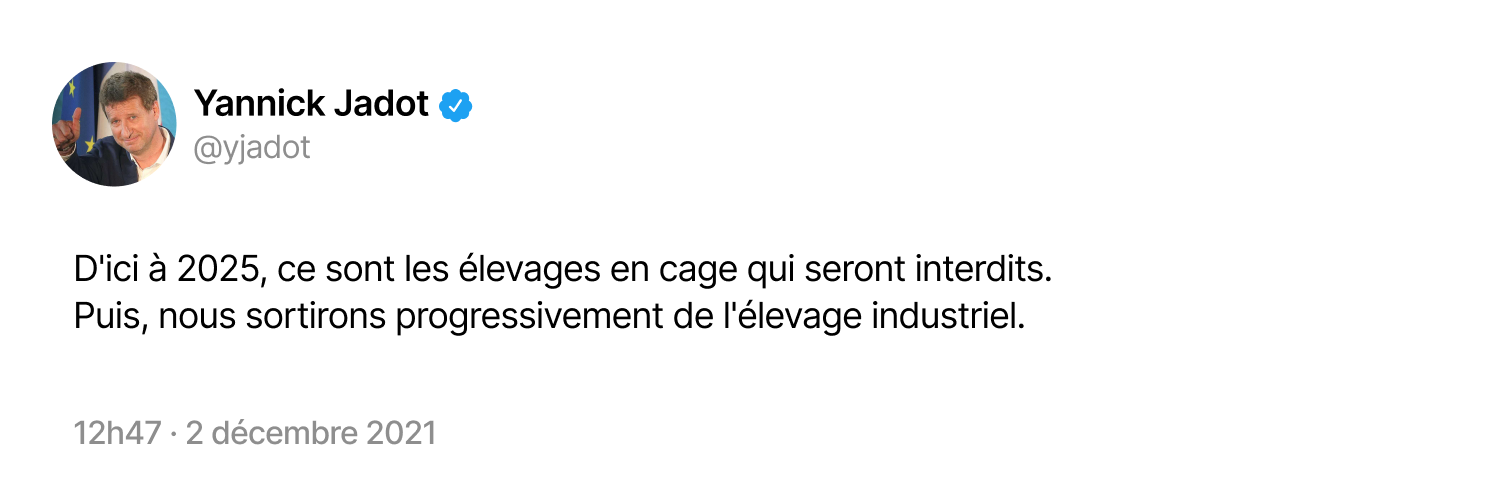 Yannick Jadot
@yjadot
D'ici à 2025, ce sont les élevages en cage qui seront interdits.
Puis, nous sortirons progressivement de l'élevage industriel.
12h47 · 2 décembre 2021